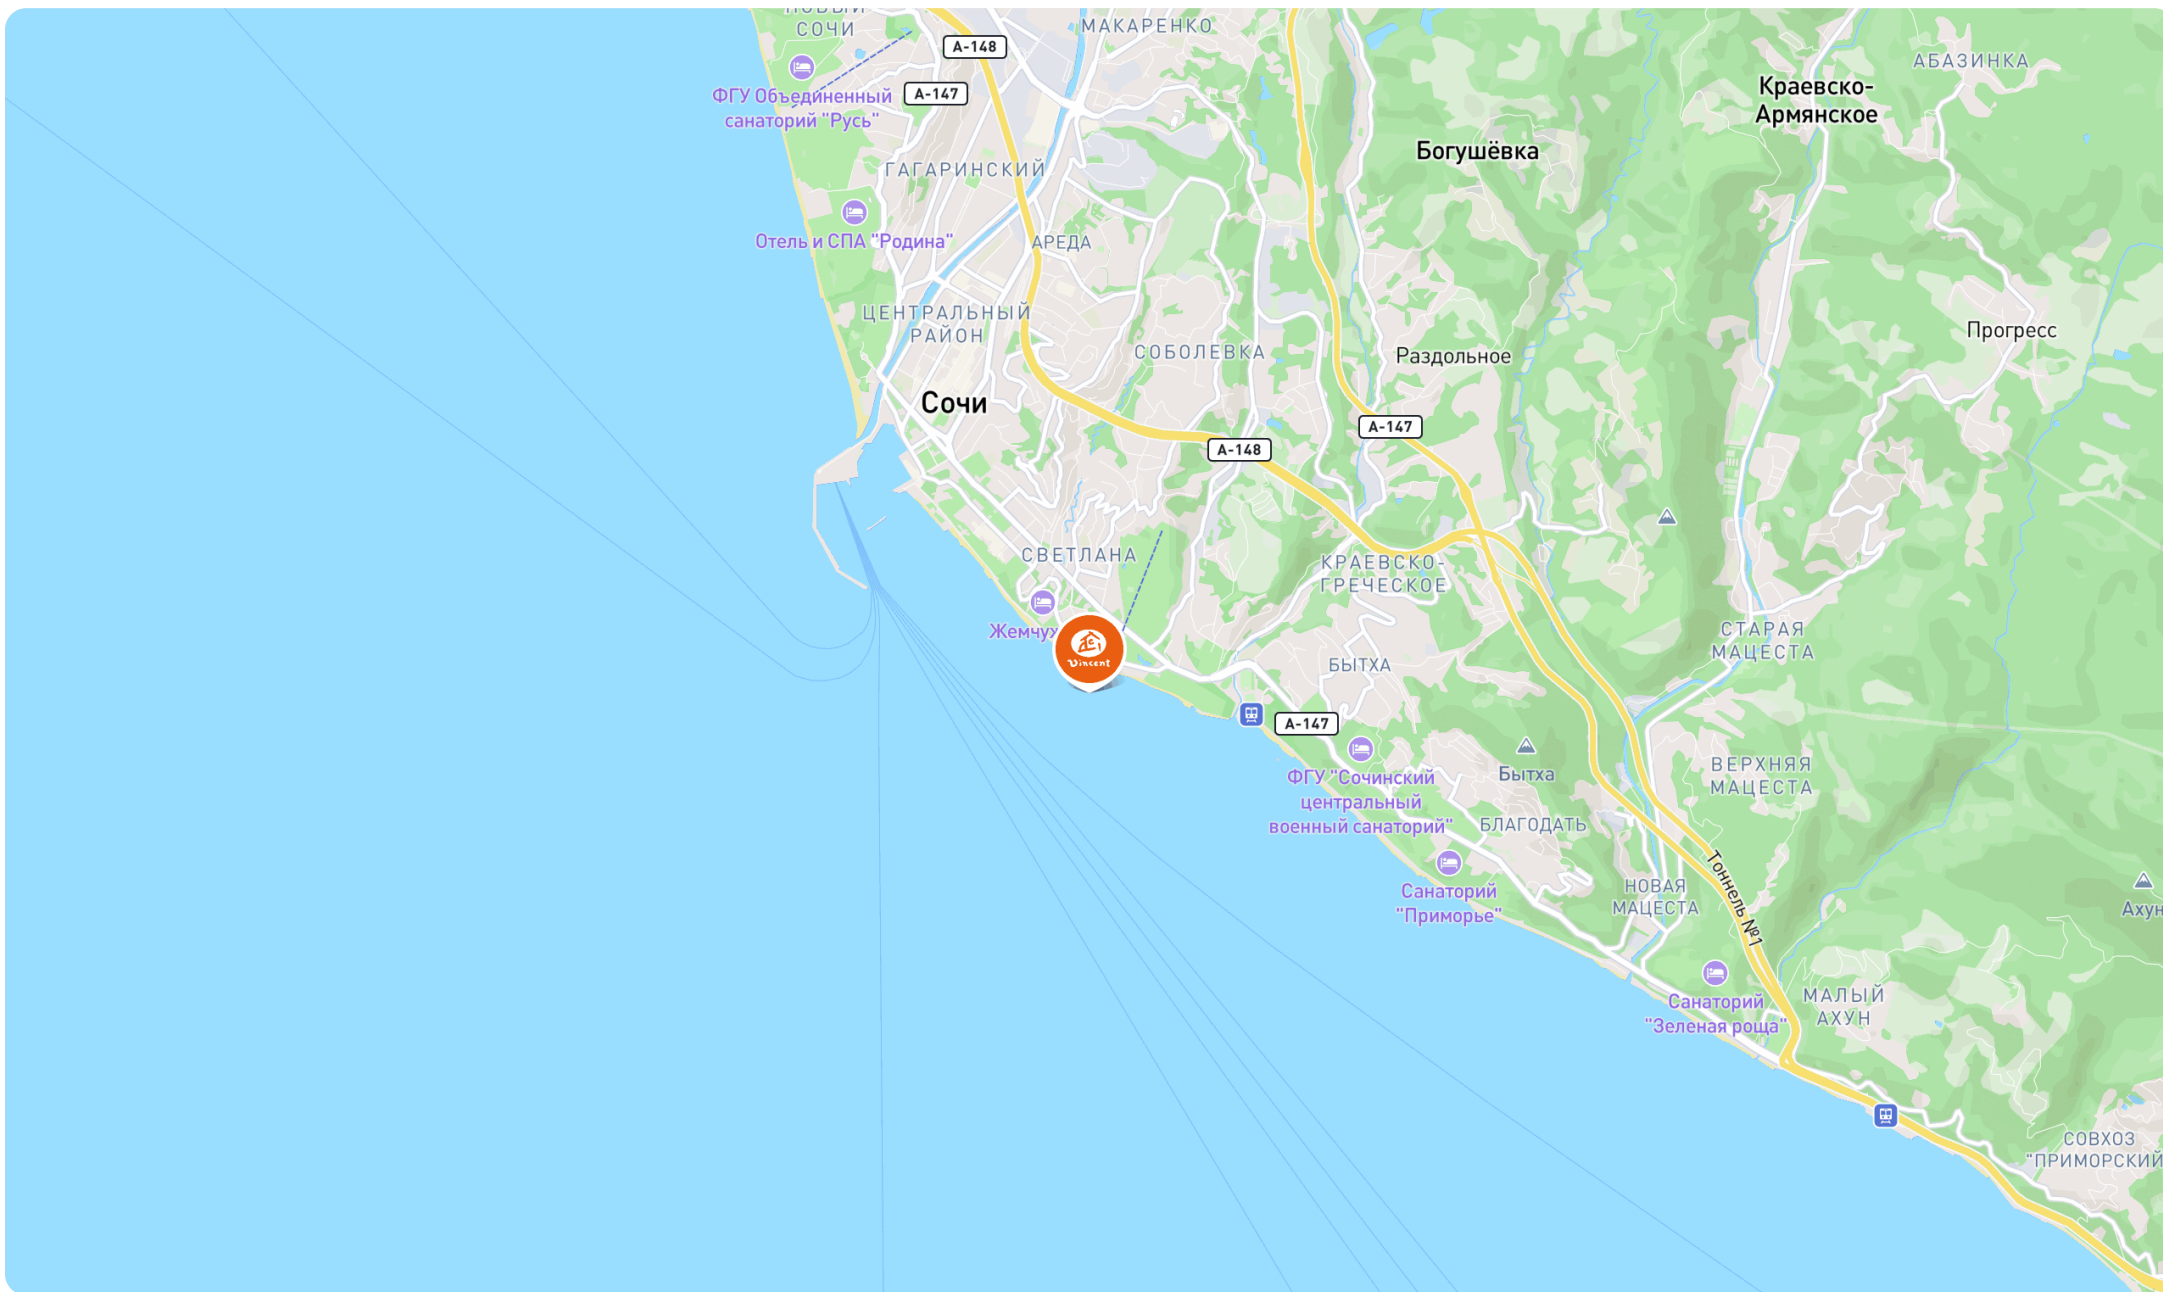 НОВЫЙ
СОЧИ
МАКАРЕНКО
А-148
АБАЗИНКА
Краевско-
Армянское
А-147
ФГУ Объединенный
санаторий "Русь"
Богушёвка
ГАГАРИНСКИЙ
Отель и СПА "Родина"
АРЕДА
ЦЕНТРАЛЬНЫЙ
РАЙОН
Прогресс
СОБОЛЕВКА
Раздольное
Сочи
А-147
А-148
СВЕТЛАНА
КРАЕВСКО-
ГРЕЧЕСКОЕ
Жемчуж
Vincent
СТАРАЯ
МАЦЕСТА
БЫТХА
А-147
ФГУ "Сочинский
центральный
военный санаторий"
Бытха
ВЕРХНЯЯ
МАЦЕСТА
БЛАГОДАТЬ
Тоннель №1
Санаторий
"Приморье"
НОВАЯ
МАЦЕСТА
Ахун
Санаторий
"Зеленая роща"
МАЛЫЙ
АХУН
СОВХОЗ
"ПРИМОРСКИЙ